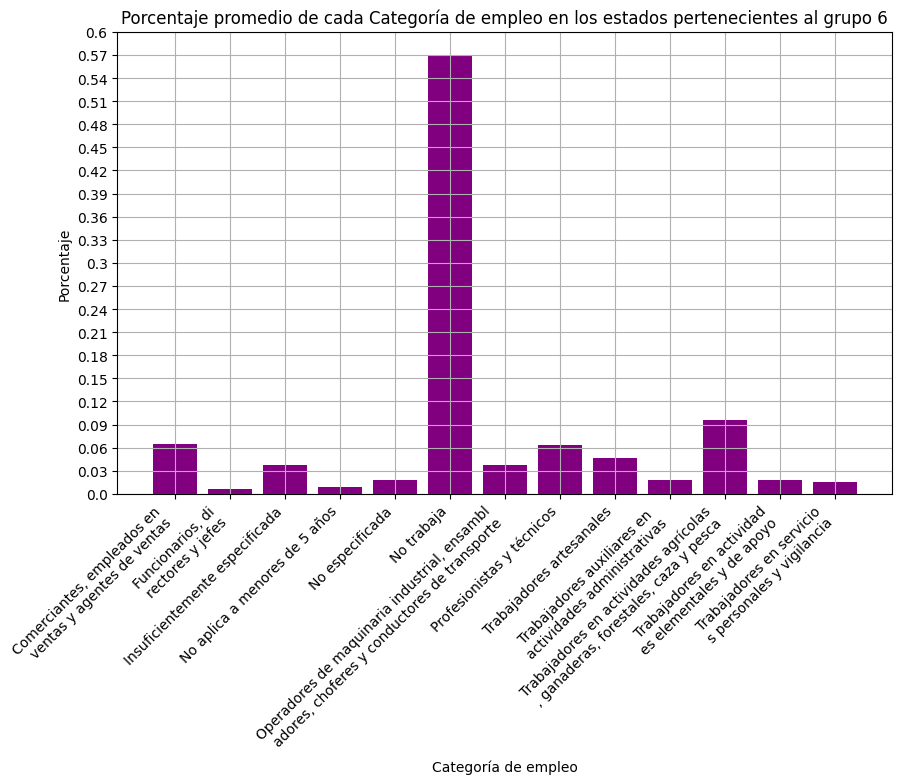 Porcentaje promedio de cada Categoría de empleo en los estados pertenecientes al grupo 6
Porcentaje
0.6
0.57
0.54
0.51
0.48
0.45
0.42
0.39
0.36
0.33
0.3
0.27
0.24
0.21
0.18
0.15
0.12
0.09
0.06
0.03
0.0
Comerciantes, empleados en
ventas y agentes de ventas
Funcionarios, di
rectores y jefes
Insuficientemente especificada
No aplica a menores de 5 años
No especificada
No trabaja
Operadores de maquinaria industrial, ensambl
adores, choferes y conductores de transporte
Profesionistas y técnicos
Trabajadores artesanales
Trabajadores auxiliares en
actividades administrativas
Trabajadores en actividades agrícolas
, ganaderas, forestales, caza y pesca
Trabajadores en actividad
es elementales y de apoyo
Trabajadores en servicio
s personales y vigilancia
Categoría de empleo